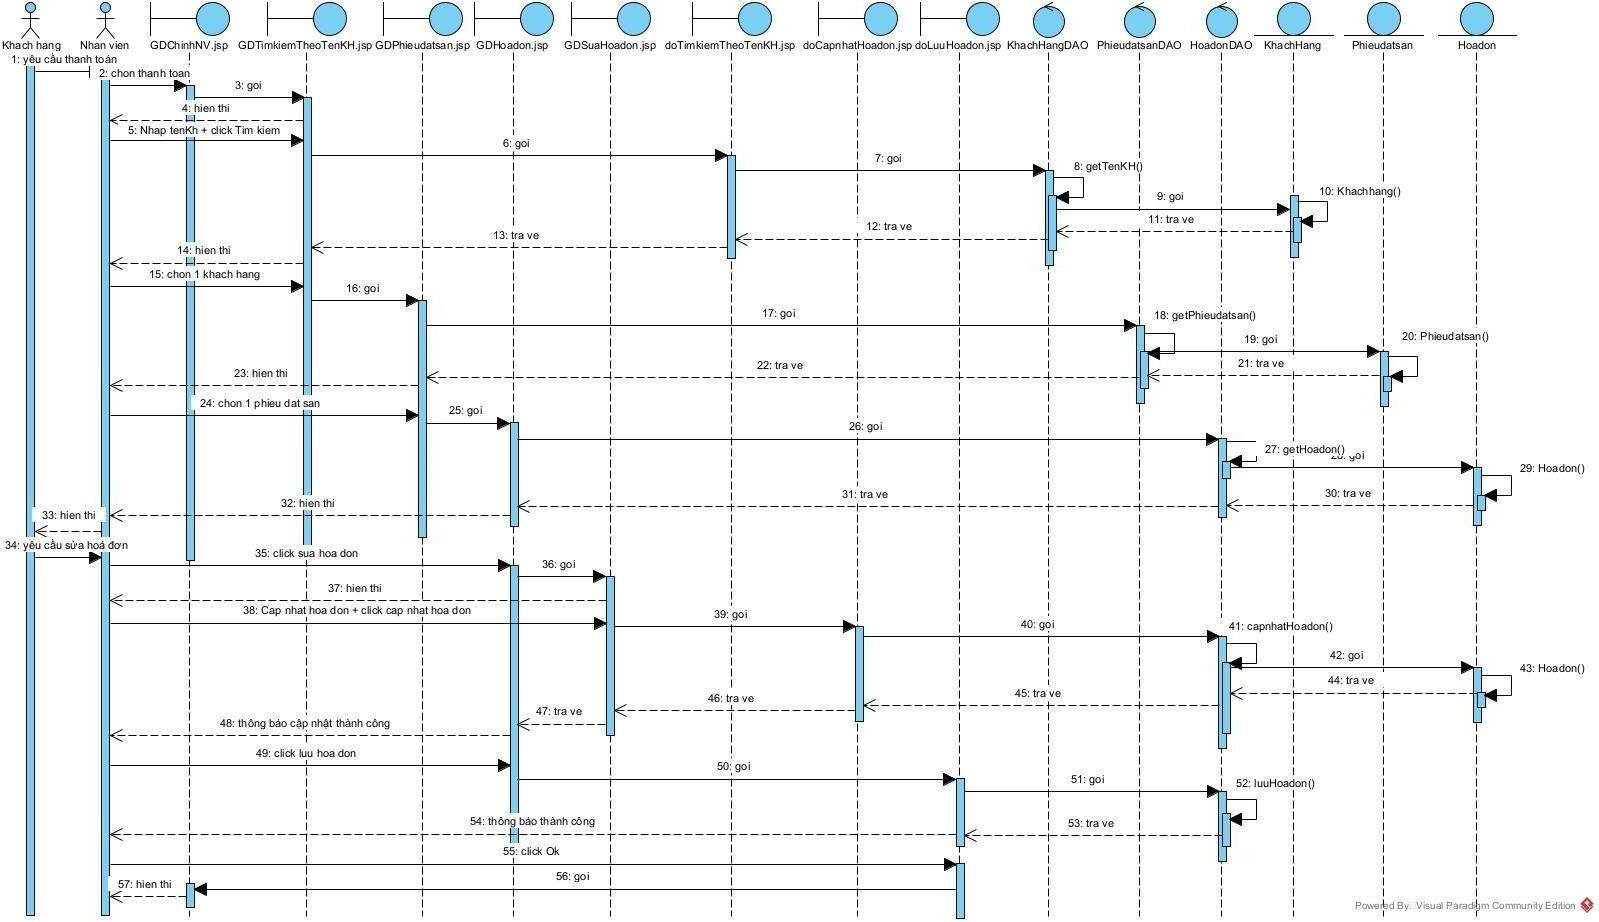 Khach hang
Nhan vien
GDChinhNV.jsp
GDTimkiemTheoTenKH.jsp
GDPhieudatsan.jsp
GDHoadon.jsp
GDSuaHoadon.jsp
doTimkiemTheoTenKH.jsp
doCapnhatHoadon.jsp
doLuuHoadon.jsp
KhachHangDAO
PhieudatsanDAO
HoadonDAO
KhachHang
Phieudatsan
Hoadon
1: yêu cầu thanh toán
2: chon thanh toan
3: goi
4: hien thi
5: Nhap tenKh + click Tim kiem
6: goi
7: goi
8: getTenKH()
9: goi
10: Khachhang()
11: tra ve
12: tra ve
13: tra ve
14: hien thi
15: chon 1 khach hang
16: goi
17: goi
18: getPhieudatsan()
19: goi
20: Phieudatsan()
21: tra ve
22: tra ve
23: hien thi
24: chon 1 phieu dat san
25: goi
26: goi
27: getHoadon()
goi
29: Hoadon()
30: tra ve
31: tra ve
32: hien thi
33: hien thi
34: yêu cầu sửa hoá đơn
35: click sua hoa don
36: goi
37: hien thi
38: Cap nhat hoa don + click cap nhat hoa don
39: goi
40: goi
41: capnhatHoadon()
42: goi
43: Hoadon()
44: tra ve
45: tra ve
46: tra ve
47: tra ve
48: thông báo cập nhật thành công
49: click luu hoa don
50: goi
51: goi
52: luuHoadon()
53: tra ve
54: thông báo thành công
55: click Ok
56: goi
57: hien thi
Powered By Visual Paradigm Community Edition